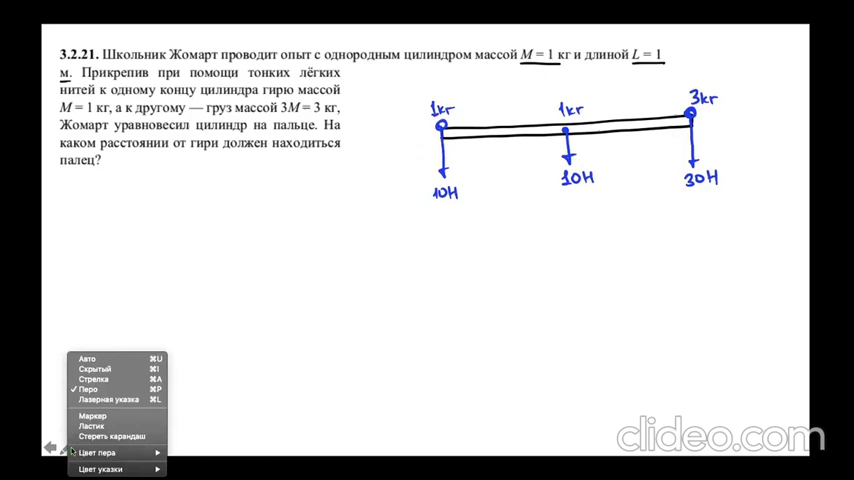 3.2.21. Школьник Жомарт проводит опыт с однородным цилиндром массой M = 1 кг и длиной L = 1
м. Прикрепив при помощи тонких лёгких
нитей к одному концу цилиндра гирю массой
M = 1 кг, а к другому — груз массой 3M = 3 кг,
Жомарт уравновесил цилиндр на пальце. На
каком расстоянии от гири должен находиться
палец?
1кг 1кг 3кг
10Н 10Н 30Н
Авто ⌘U
Скрытый ⌘I
Стрелка ⌘A
✓ Перо ⌘P
Лазерная указка ⌘L
Маркер
Ластик
Стереть карандаш
Цвет пера
Цвет указки
clideo.com